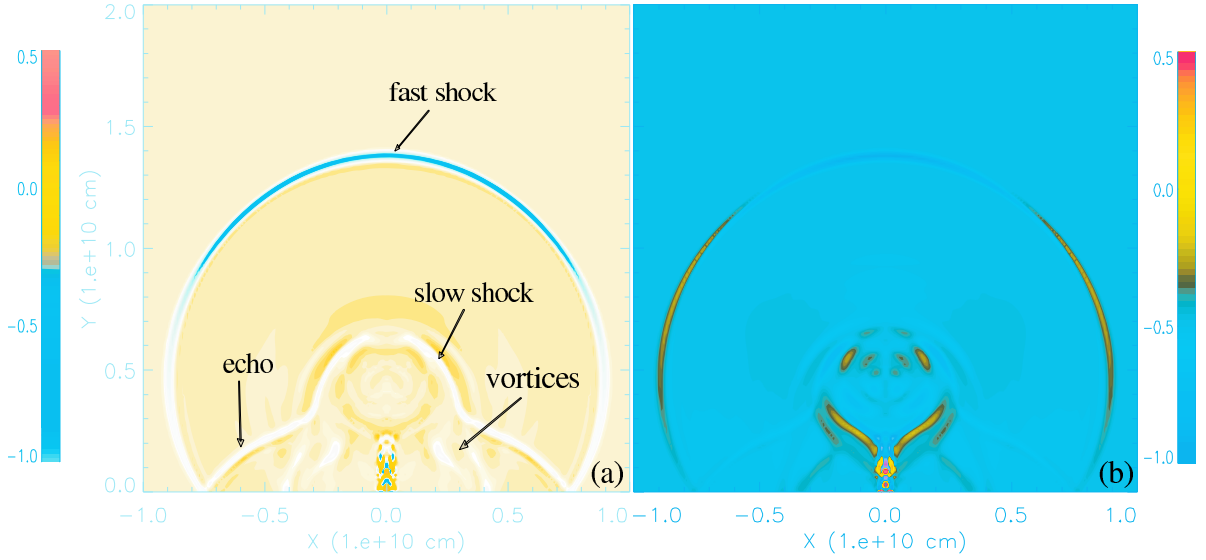 2.0
0.5
0.5
fast shock
1.5
0.0
0.0
Y (1.e+10 cm)
1.0
slow shock
-0.5
-0.5
echo
vortices
0.5
-1.0
(a)
(b)
-1.0
0.0
-1.0 -0.5 0.0 0.5 1.0
-1.0 -0.5 0.0 0.5 1.0
X (1.e+10 cm)
X (1.e+10 cm)